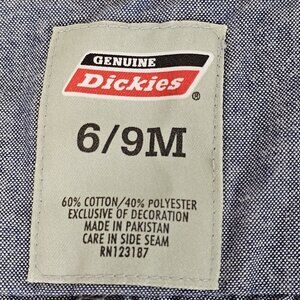 GENUINE
Dickies®
6/9M
60% COTTON/40% POLYESTER
EXCLUSIVE OF DECORATION
MADE IN PAKISTAN
CARE IN SIDE SEAM
RN123187